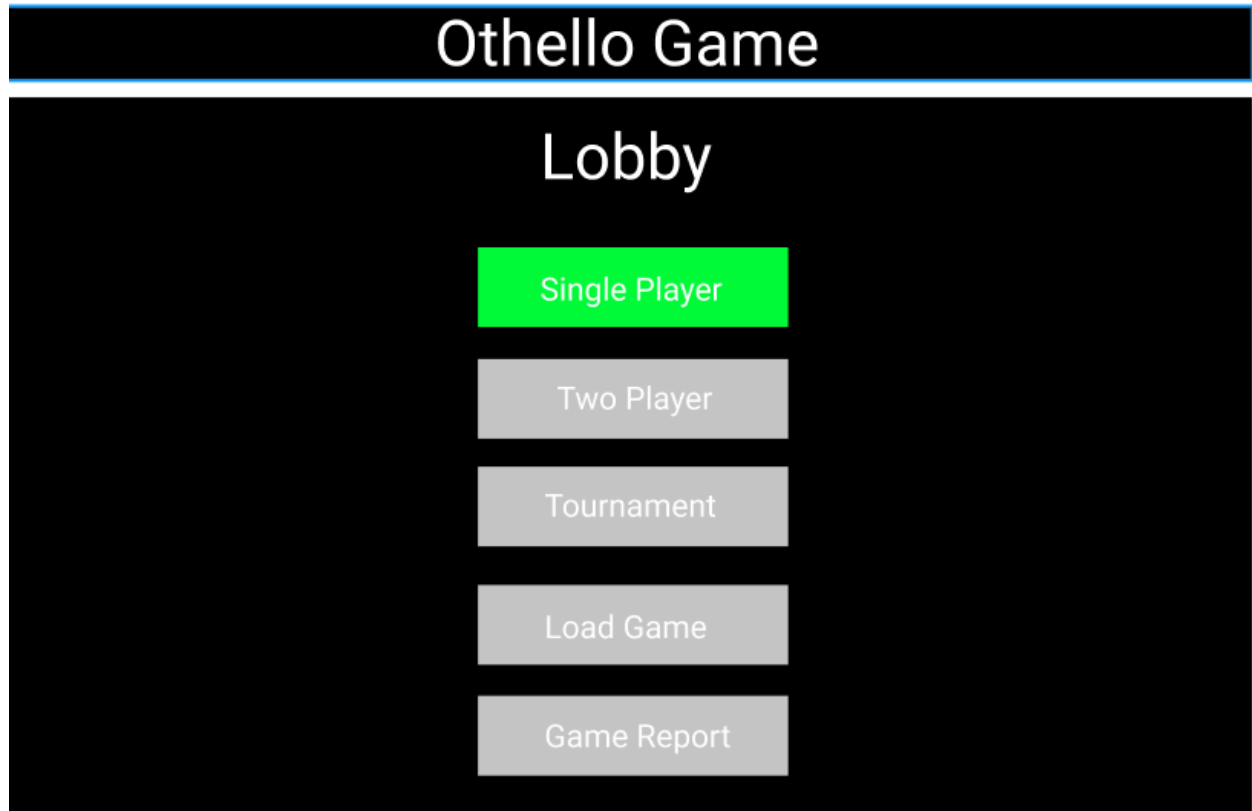 Othello Game
Lobby
Single Player
Two Player
Tournament
Load Game
Game Report